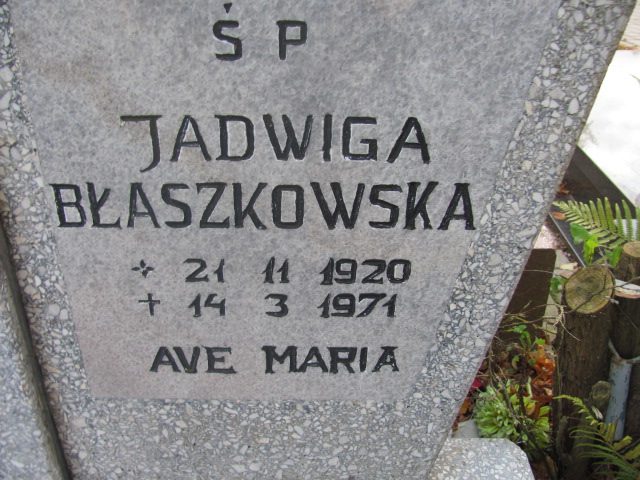 Ś P
JADWIGA
BŁASZKOWSKA
* 21 11 1920
+ 14 3 1971
AVE MARIA